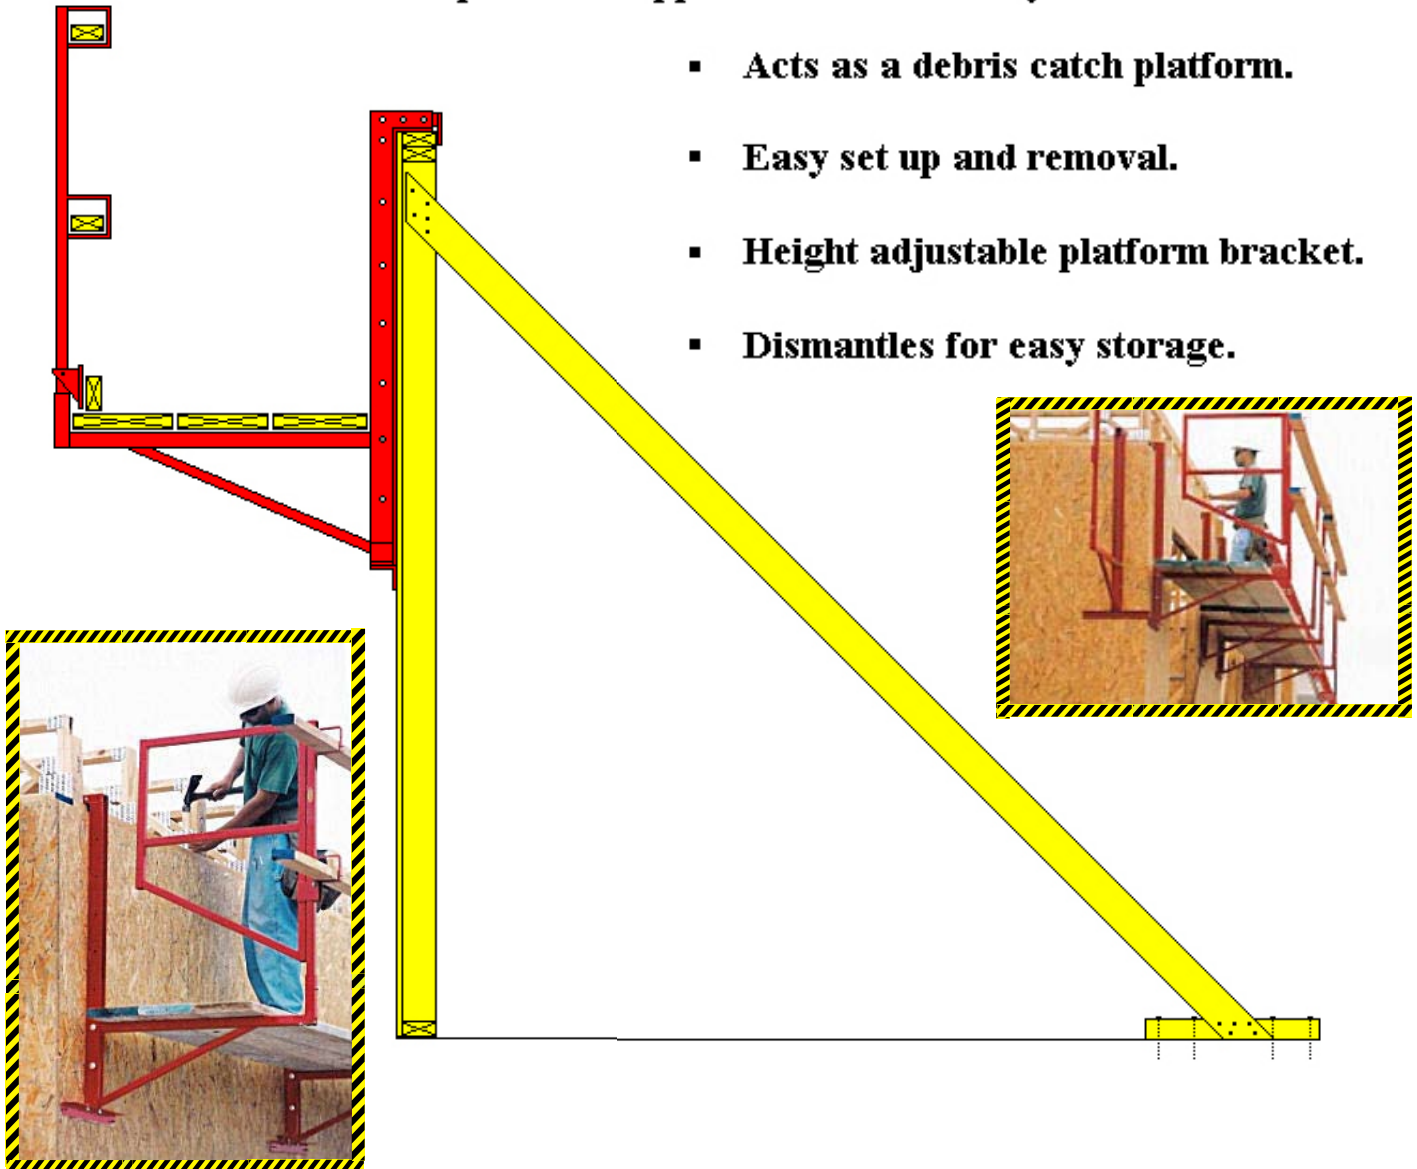 ▪ Acts as a debris catch platform.
▪ Easy set up and removal.
▪ Height adjustable platform bracket.
▪ Dismantles for easy storage.